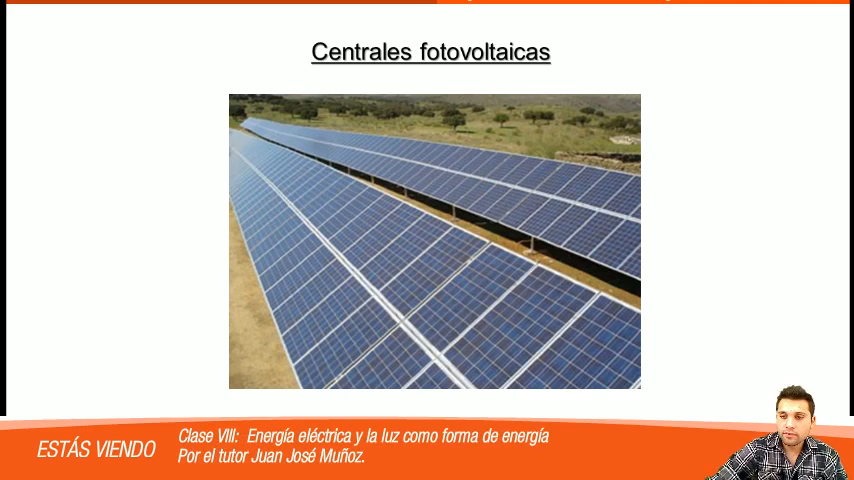 Centrales fotovoltaicas
ESTÁS VIENDO
Clase VIII: Energía eléctrica y la luz como forma de energía
Por el tutor Juan José Muñoz.